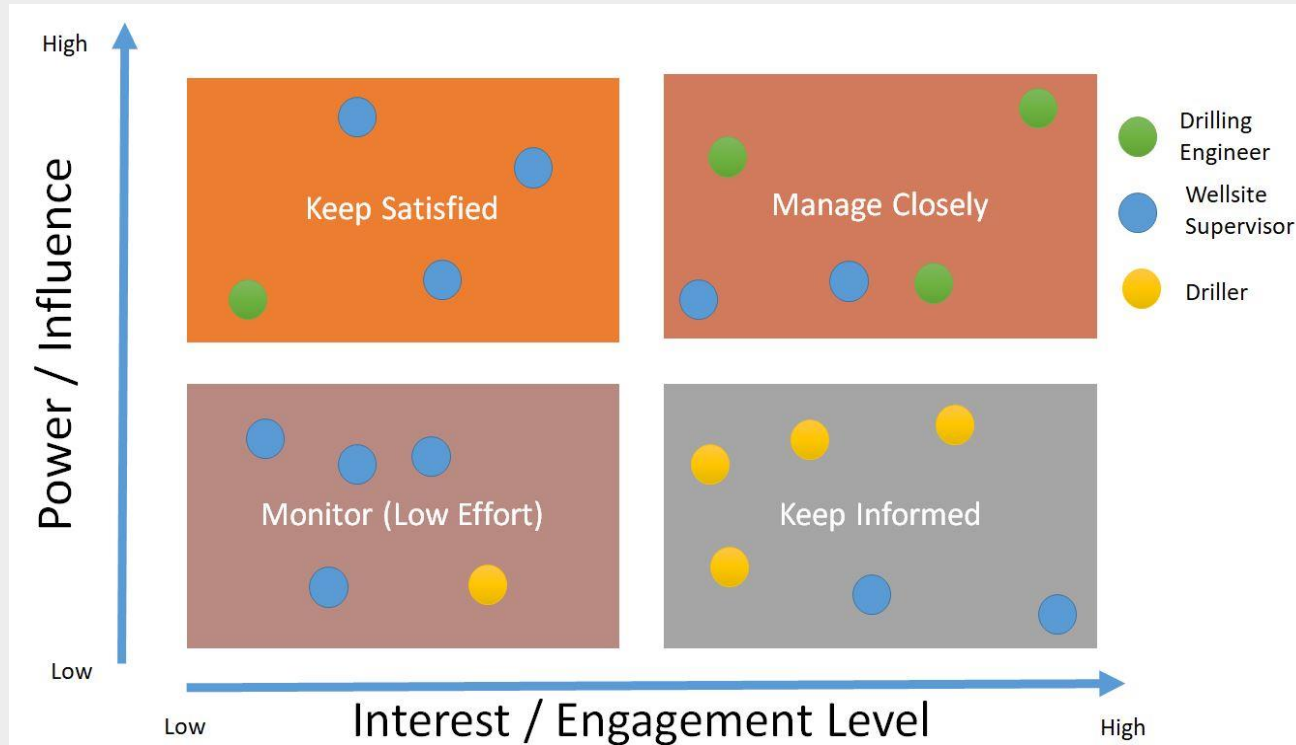 High
Power / Influence
Low
Keep Satisfied
Manage Closely
Monitor (Low Effort)
Keep Informed
Drilling
Engineer
Wellsite
Supervisor
Driller
Low
Interest / Engagement Level
High